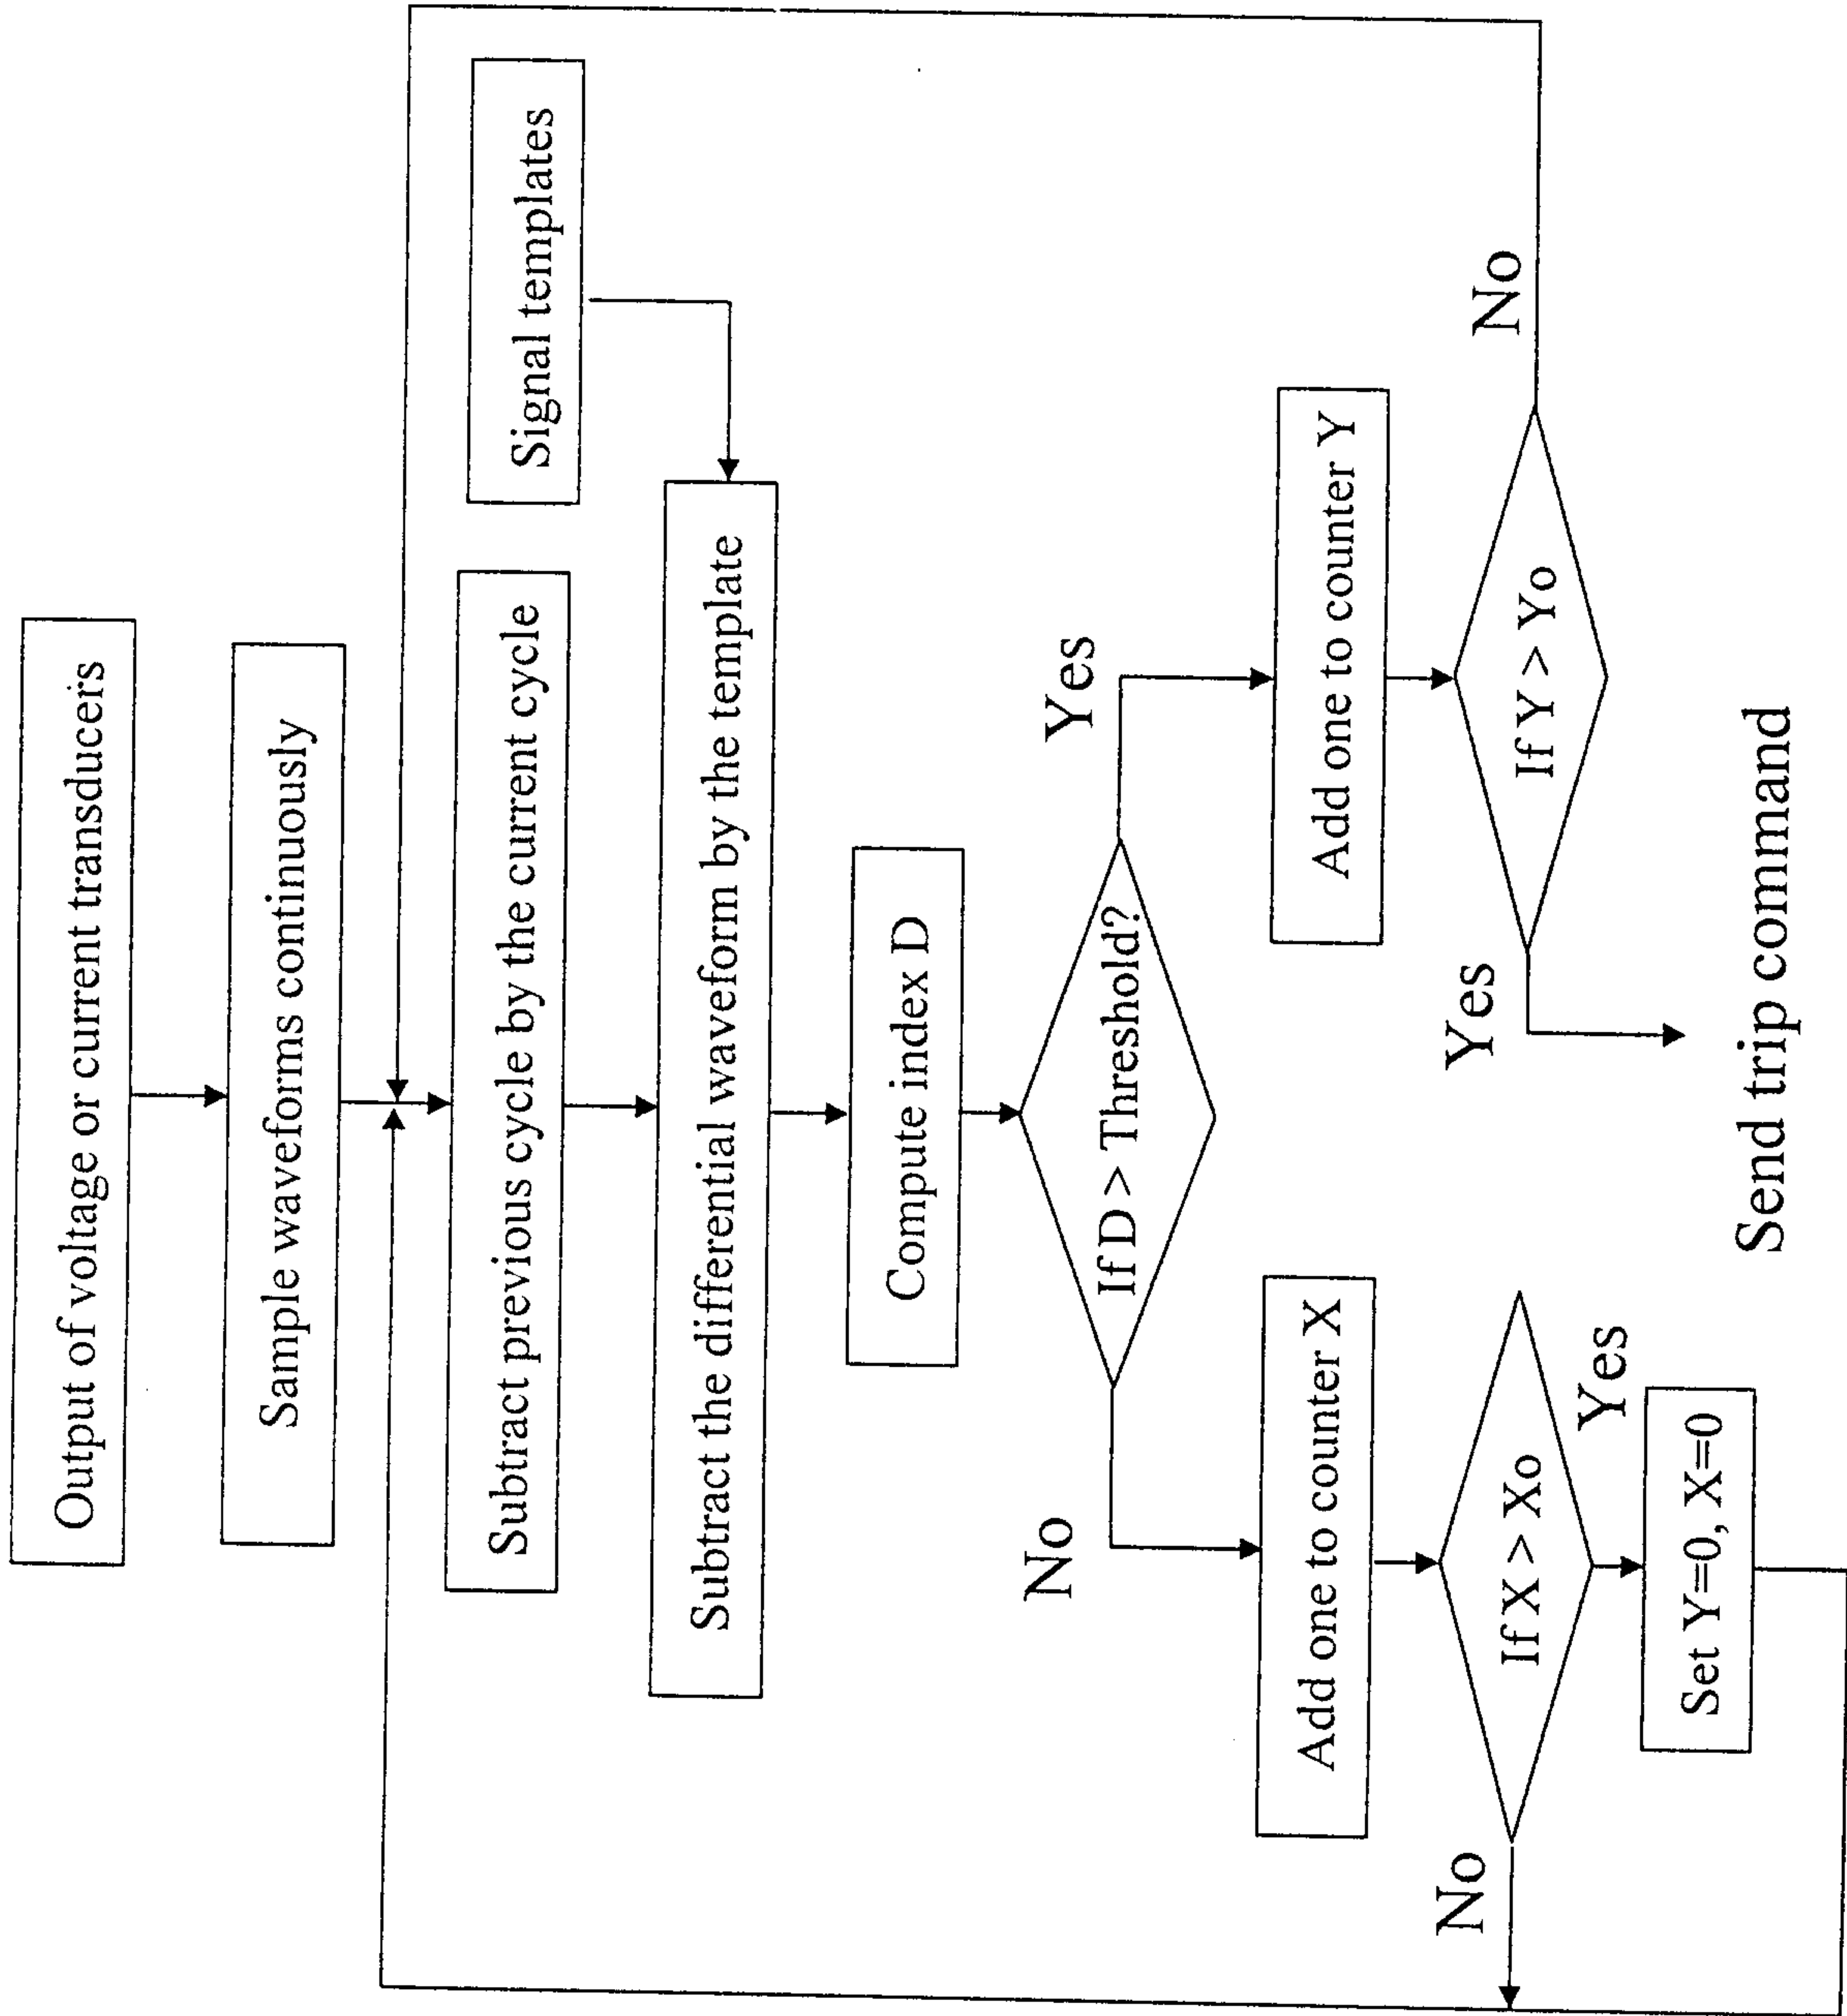 Output of voltage or current transducers
Sample waveforms continuously
Subtract previous cycle by the current cycle
Signal templates
Subtract the differential waveform by the template
Compute index D
If D > Threshold?
No
Yes
Add one to counter X
Add one to counter Y
If X > Xo
If Y > Yo
No
Yes
Yes
No
Set Y=0, X=0
Send trip command